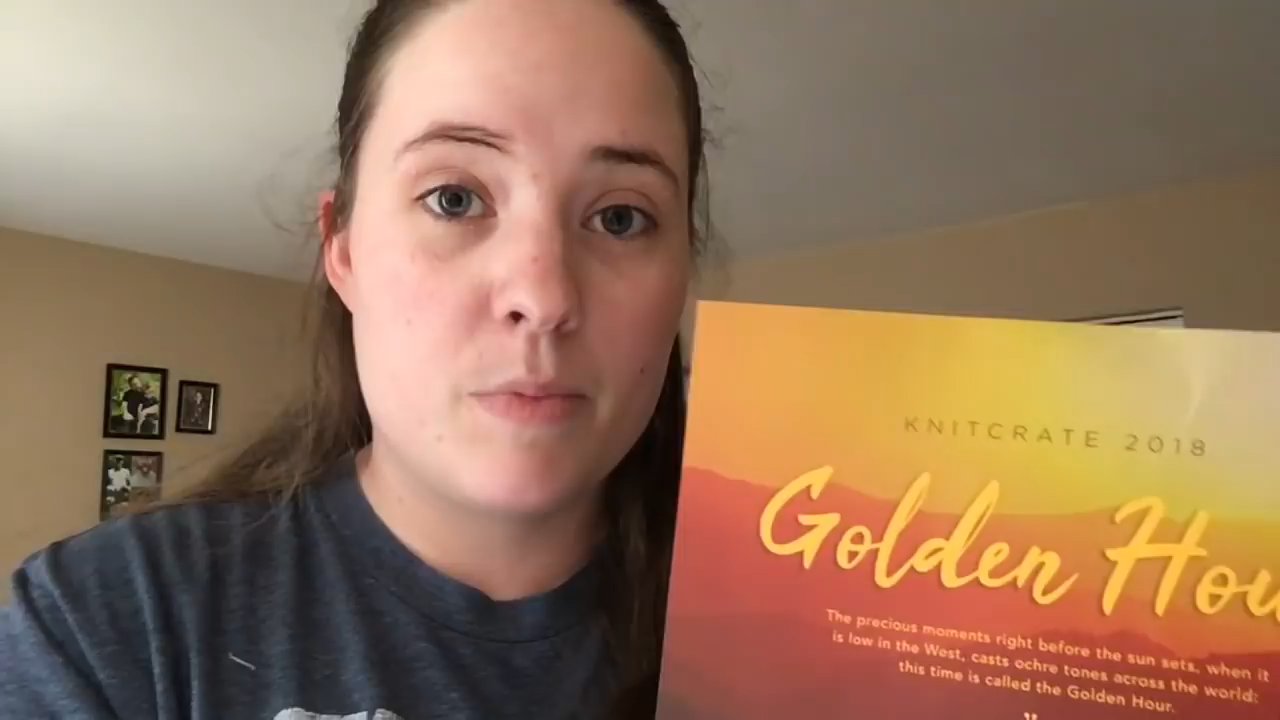 KNITCRATE 2018
Golden Hou
The precious moments right before the sun sets, when it
is low in the West, casts ochre tones across the world:
this time is called the Golden Hour.